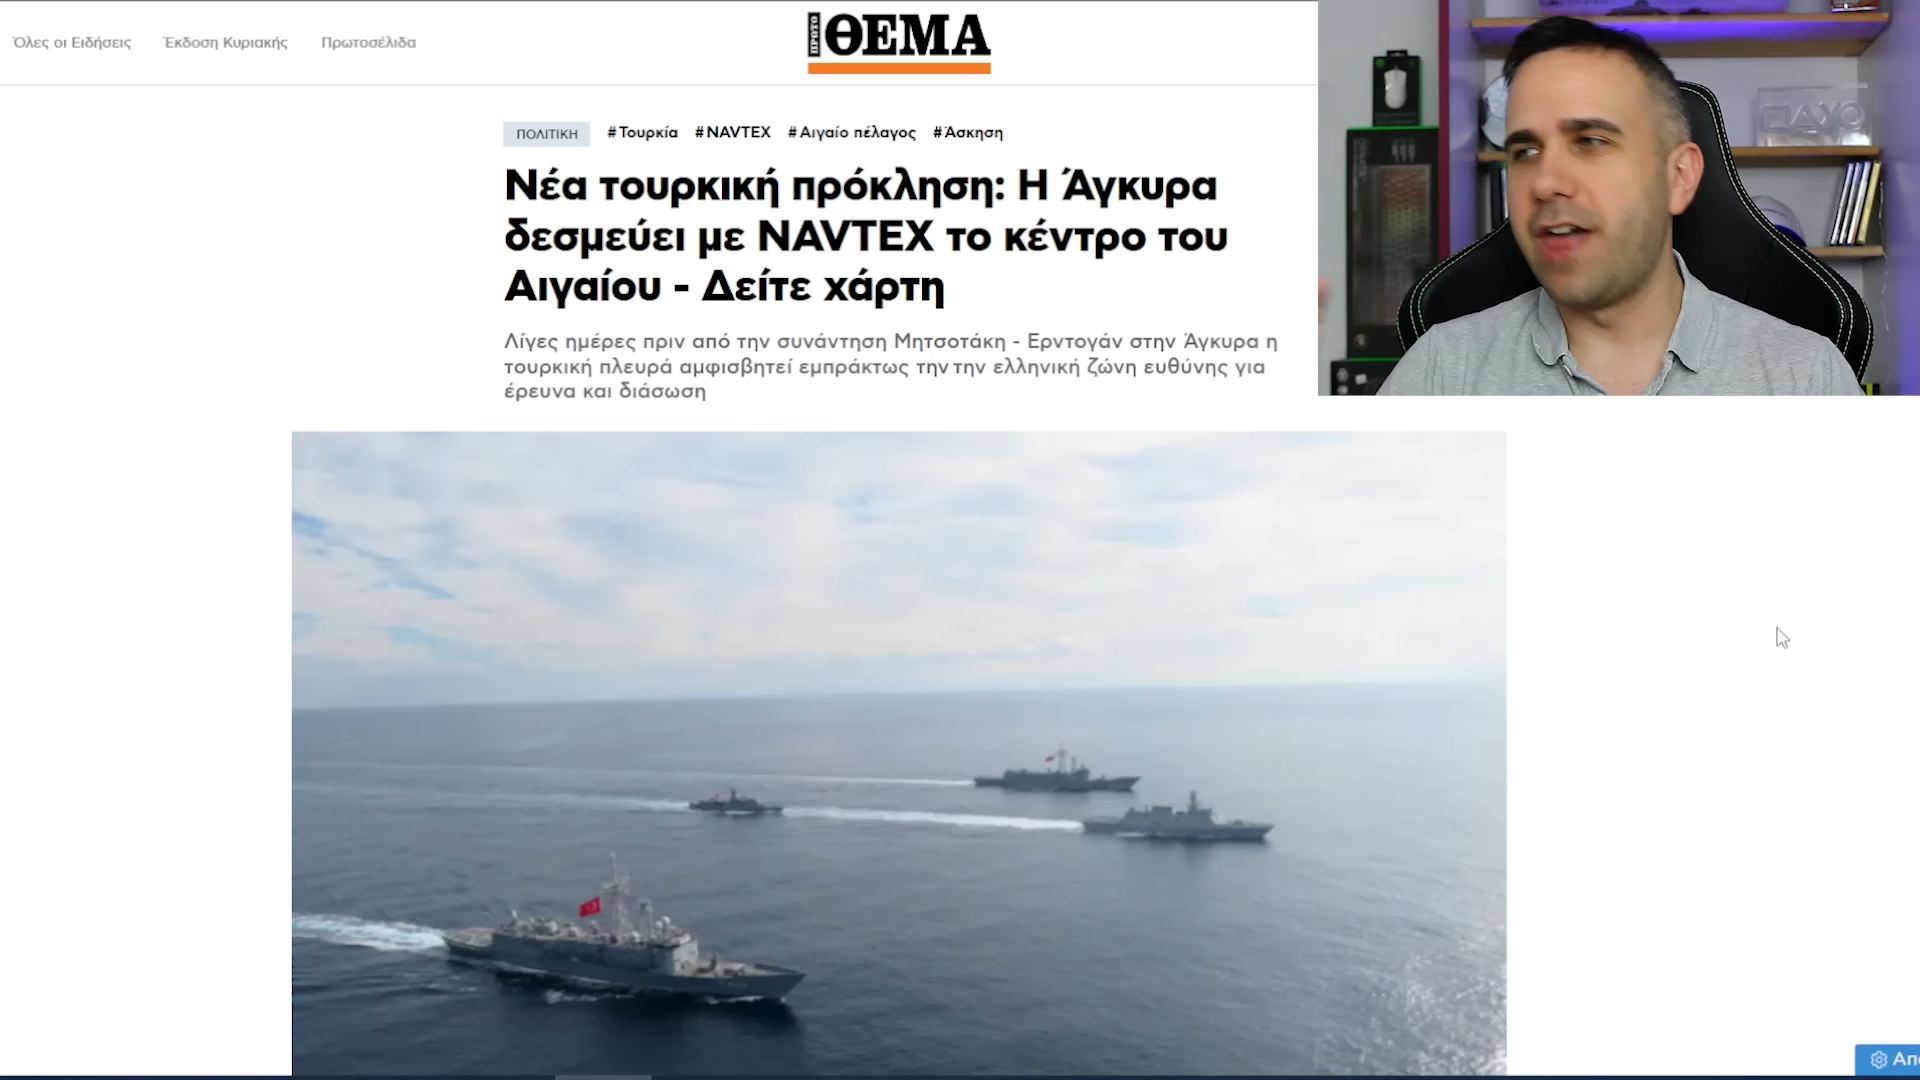 Όλες οι Ειδήσεις
Έκδοση Κυριακής
Πρωτοσέλιδα
ΠΡΩΤΟ ΘΕΜΑ
ΠΟΛΙΤΙΚΗ #Τουρκία #NAVTEX #Αιγαίο πέλαγος #Άσκηση
Νέα τουρκική πρόκληση: Η Άγκυρα
δεσμεύει με NAVTEX το κέντρο του
Αιγαίου - Δείτε χάρτη
Λίγες ημέρες πριν από την συνάντηση Μητσοτάκη - Ερντογάν στην Άγκυρα η
τουρκική πλευρά αμφισβητεί εμπράκτως την την ελληνική ζώνη ευθύνης για
έρευνα και διάσωση